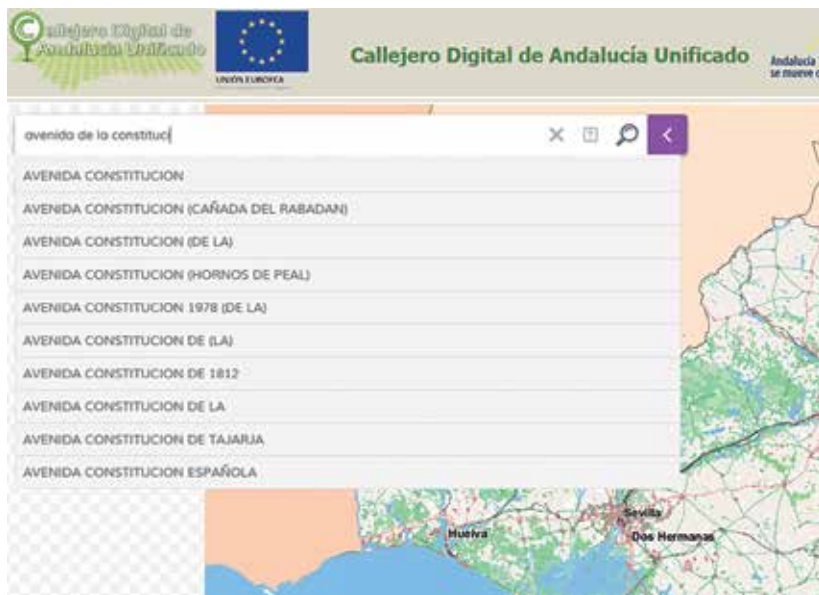 Callejero Digital de
Andalucía Unificado
UNIÓN EUROPEA
Callejero Digital de Andalucía Unificado
Andalucía
se mueve c
avenida de la constituci
AVENIDA CONSTITUCION
AVENIDA CONSTITUCION (CAÑADA DEL RABADAN)
AVENIDA CONSTITUCION (DE LA)
AVENIDA CONSTITUCION (HORNOS DE PEAL)
AVENIDA CONSTITUCION 1978 (DE LA)
AVENIDA CONSTITUCION DE (LA)
AVENIDA CONSTITUCION DE 1812
AVENIDA CONSTITUCION DE LA
AVENIDA CONSTITUCION DE TAJARJA
AVENIDA CONSTITUCION ESPAÑOLA
Sevilla
Huelva
Dos Hermanas